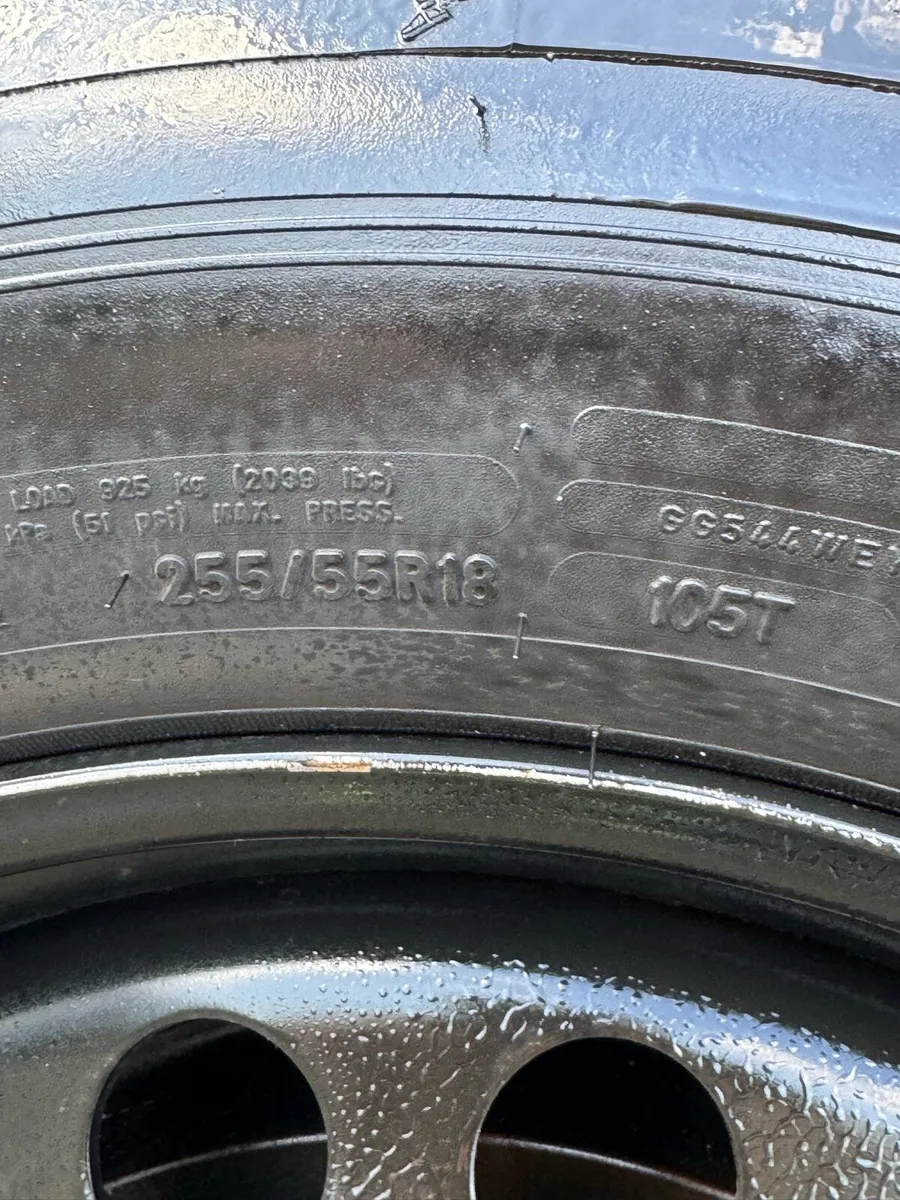 LOAD 925 kg (2039 lbs)
kPa (51 psi) MAX. PRESS.
255/55R18
105T